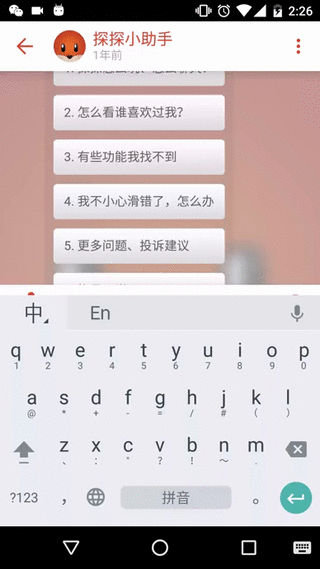 2:26
探探小助手
1年前
2. 怎么看谁喜欢过我？
3. 有些功能我找不到
4. 我不小心滑错了，怎么办
5. 更多问题、投诉建议
中 En
q w e r t y u i o p
1 2 3 4 5 6 7 8 9 0
a s d f g h j k l
@ * + - = / # （ ）
z x c v b n m
、 ： " ? ! ～ .
?123 ， 拼音 。